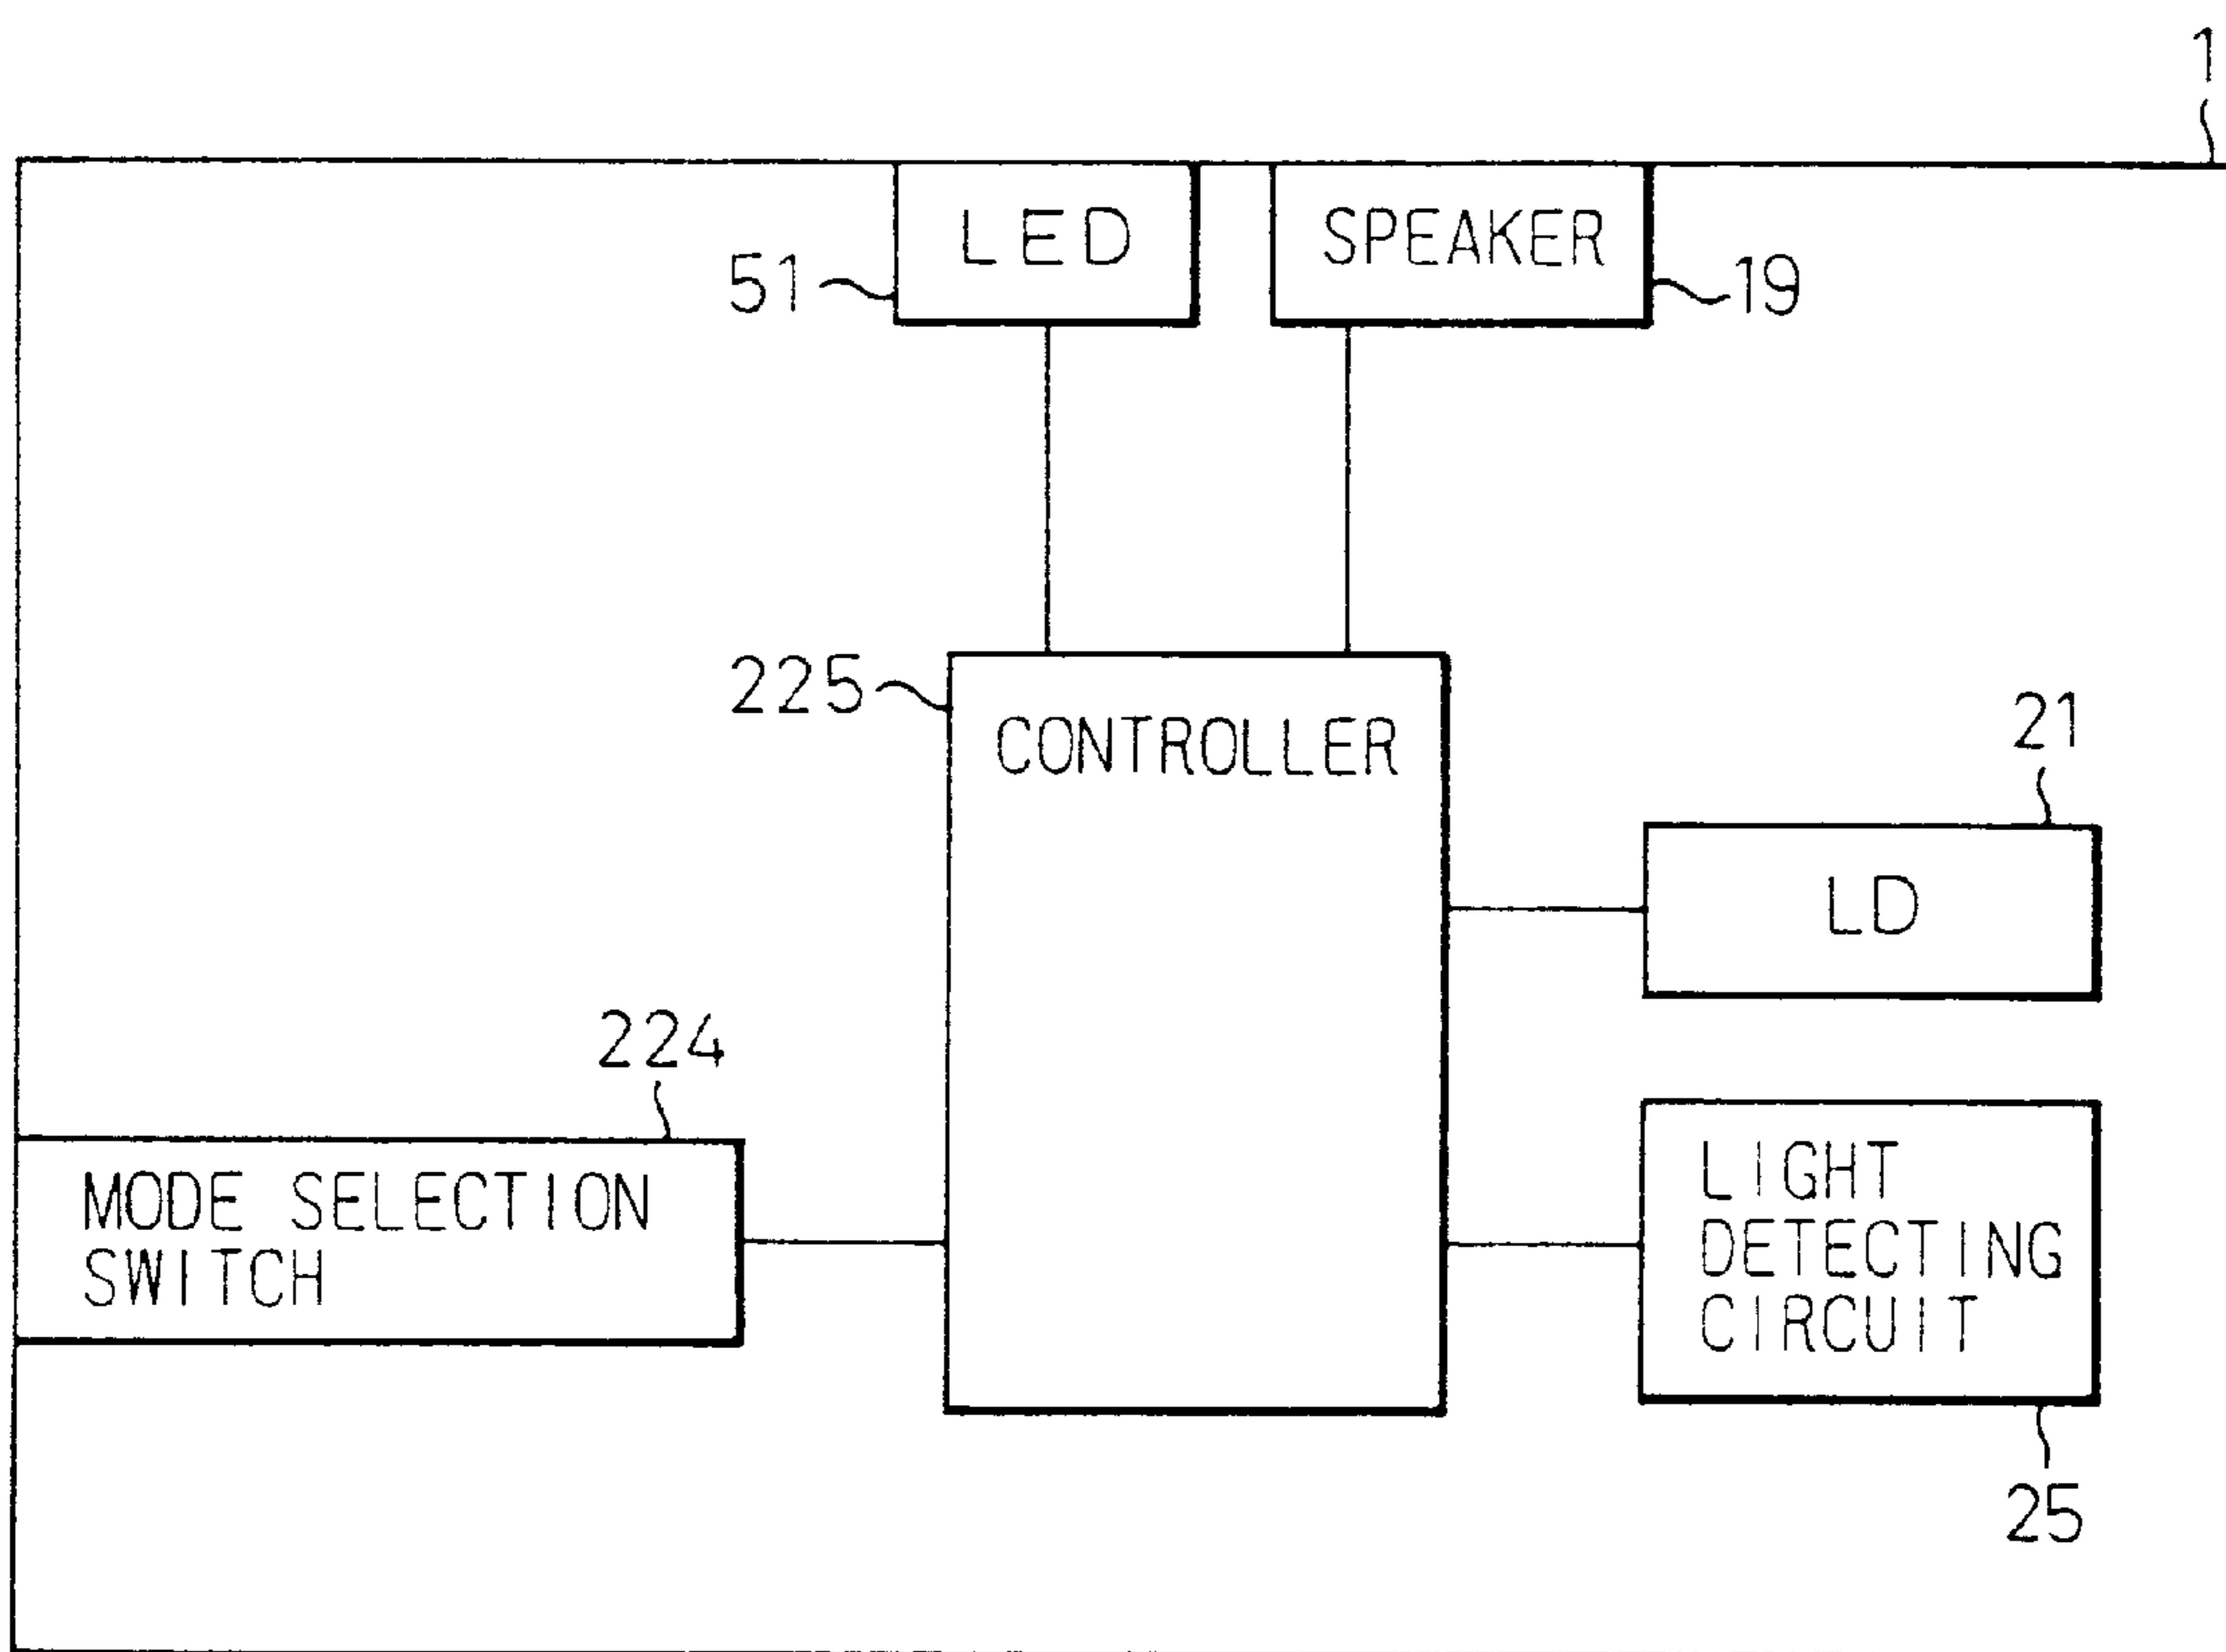 1
LED
SPEAKER
51
19
225
CONTROLLER
21
LD
224
MODE SELECTION
SWITCH
LIGHT
DETECTING
CIRCUIT
25